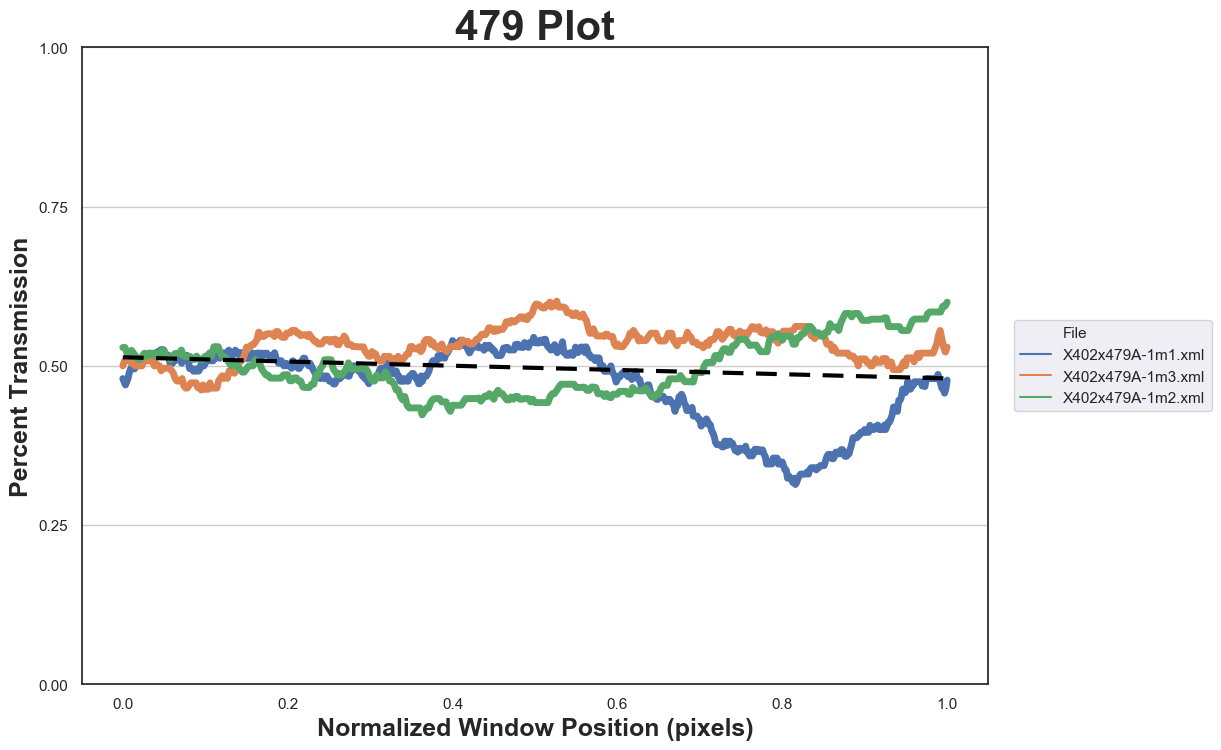 479 Plot
1.00
0.75
0.50
0.25
0.00
Percent Transmission
0.0 0.2 0.4 0.6 0.8 1.0
Normalized Window Position (pixels)
File
X402x479A-1m1.xml
X402x479A-1m3.xml
X402x479A-1m2.xml